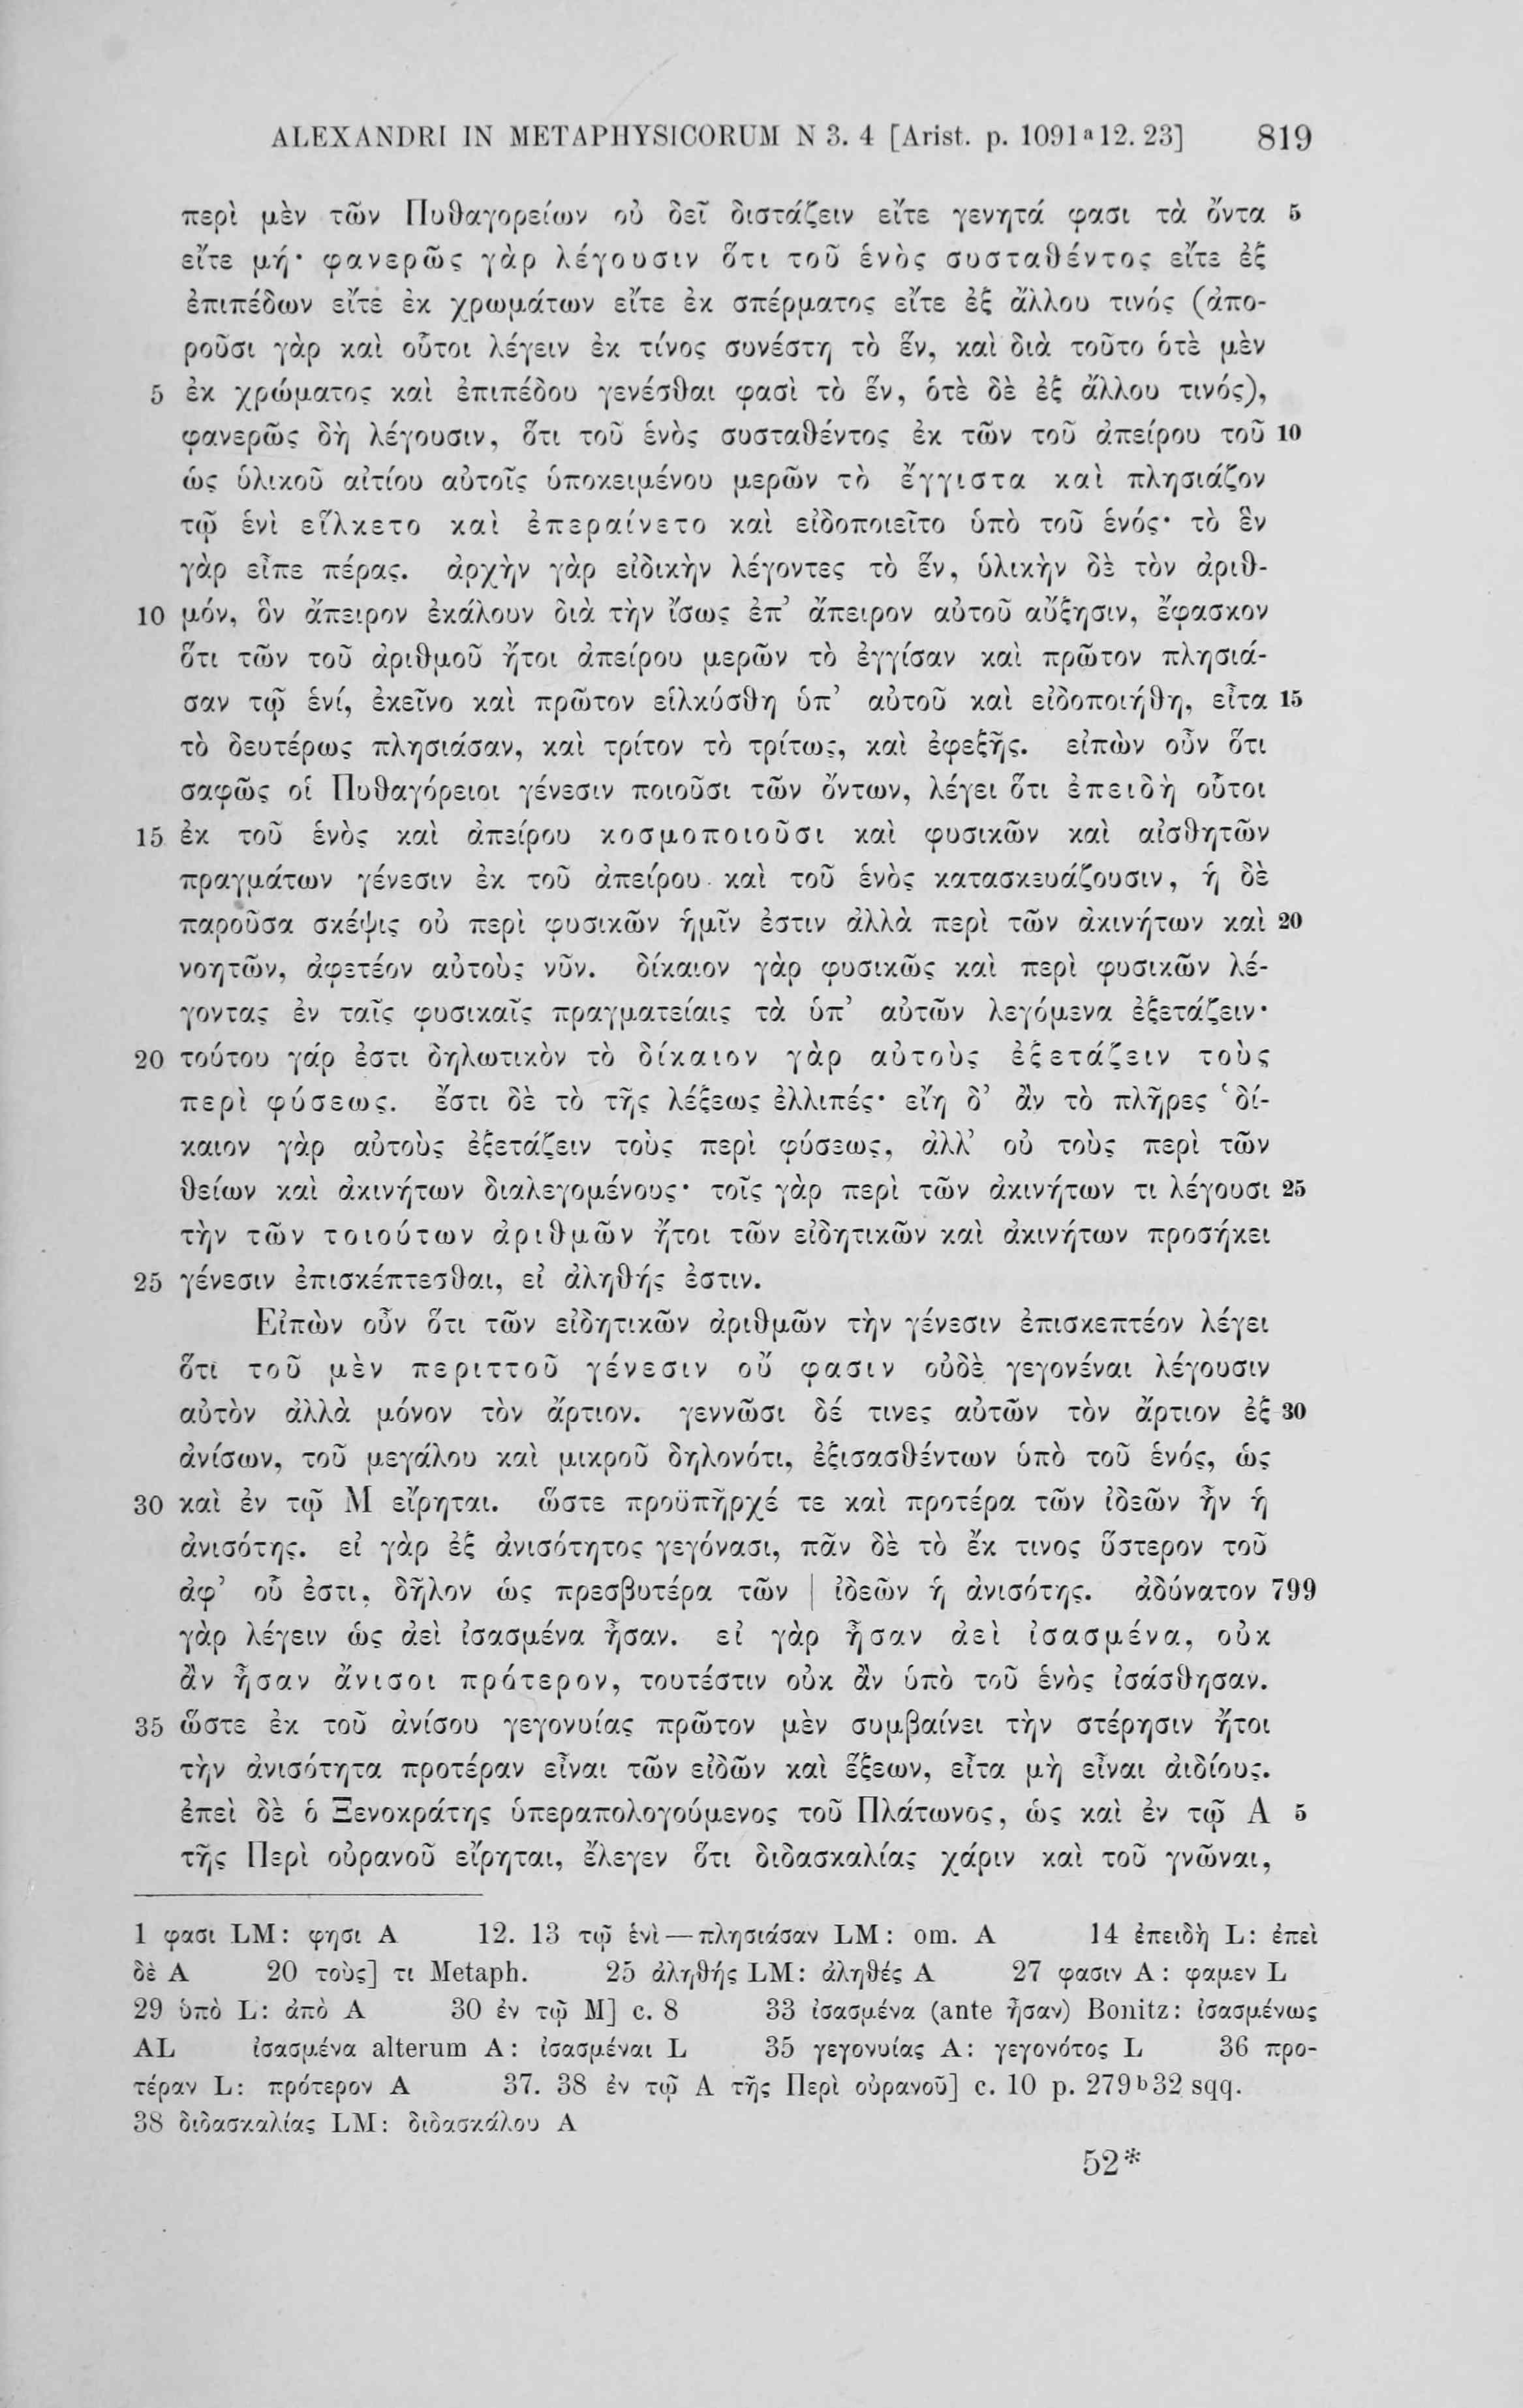 ALEXANDRI IN METAPHYSICORUM N 3. 4 [Arist. p. 1091ᵃ12. 23] 819
περὶ μὲν τῶν Πυθαγορείων οὐ δεῖ διστάζειν εἴτε γενητά φασι τὰ ὄντα 5
εἴτε μή· φανερῶς γὰρ λέγουσιν ὅτι τοῦ ἑνὸς συσταθέντος εἴτε ἐξ
ἐπιπέδων εἴτε ἐκ χρωμάτων εἴτε ἐκ σπέρματος εἴτε ἐξ ἄλλου τινός (ἀπο-
ροῦσι γὰρ καὶ οὗτοι λέγειν ἐκ τίνος συνέστη τὸ ἕν, καὶ διὰ τοῦτο ὁτὲ μὲν
5 ἐκ χρώματος καὶ ἐπιπέδου γενέσθαι φασὶ τὸ ἕν, ὁτὲ δὲ ἐξ ἄλλου τινός),
φανερῶς δὴ λέγουσιν, ὅτι τοῦ ἑνὸς συσταθέντος ἐκ τῶν τοῦ ἀπείρου τοῦ 10
ὡς ὑλικοῦ αἰτίου αὐτοῖς ὑποκειμένου μερῶν τὸ ἔγγιστα καὶ πλησιάζον
τῷ ἑνὶ εἵλκετο καὶ ἐπεραίνετο καὶ εἰδοποιεῖτο ὑπὸ τοῦ ἑνός· τὸ ἓν
γὰρ εἶπε πέρας. ἀρχὴν γὰρ εἰδικὴν λέγοντες τὸ ἕν, ὑλικὴν δὲ τὸν ἀριθ-
10 μόν, ὃν ἄπειρον ἐκάλουν διὰ τὴν ἴσως ἐπ’ ἄπειρον αὐτοῦ αὔξησιν, ἔφασκον
ὅτι τῶν τοῦ ἀριθμοῦ ἤτοι ἀπείρου μερῶν τὸ ἐγγίσαν καὶ πρῶτον πλησιά-
σαν τῷ ἑνί, ἐκεῖνο καὶ πρῶτον εἱλκύσθη ὑπ’ αὐτοῦ καὶ εἰδοποιήθη, εἶτα 15
τὸ δευτέρως πλησιάσαν, καὶ τρίτον τὸ τρίτως, καὶ ἐφεξῆς. εἰπὼν οὖν ὅτι
σαφῶς οἱ Πυθαγόρειοι γένεσιν ποιοῦσι τῶν ὄντων, λέγει ὅτι ἐπειδὴ οὗτοι
15 ἐκ τοῦ ἑνὸς καὶ ἀπείρου κοσμοποιοῦσι καὶ φυσικῶν καὶ αἰσθητῶν
πραγμάτων γένεσιν ἐκ τοῦ ἀπείρου καὶ τοῦ ἑνὸς κατασκευάζουσιν, ἡ δὲ
παροῦσα σκέψις οὐ περὶ φυσικῶν ἡμῖν ἐστιν ἀλλὰ περὶ τῶν ἀκινήτων καὶ 20
νοητῶν, ἀφετέον αὐτοὺς νῦν. δίκαιον γὰρ φυσικῶς καὶ περὶ φυσικῶν λέ-
γοντας ἐν ταῖς φυσικαῖς πραγματείαις τὰ ὑπ’ αὐτῶν λεγόμενα ἐξετάζειν·
20 τούτου γάρ ἐστι δηλωτικὸν τὸ δίκαιον γὰρ αὐτοὺς ἐξετάζειν τοὺς
περὶ φύσεως. ἔστι δὲ τὸ τῆς λέξεως ἐλλιπές· εἴη δ’ ἂν τὸ πλῆρες ‘δί-
καιον γὰρ αὐτοὺς ἐξετάζειν τοὺς περὶ φύσεως, ἀλλ’ οὐ τοὺς περὶ τῶν
θείων καὶ ἀκινήτων διαλεγομένους· τοῖς γὰρ περὶ τῶν ἀκινήτων τι λέγουσι 25
τὴν τῶν τοιούτων ἀριθμῶν ἤτοι τῶν εἰδητικῶν καὶ ἀκινήτων προσήκει
25 γένεσιν ἐπισκέπτεσθαι, εἰ ἀληθής ἐστιν.
Εἰπὼν οὖν ὅτι τῶν εἰδητικῶν ἀριθμῶν τὴν γένεσιν ἐπισκεπτέον λέγει
ὅτι τοῦ μὲν περιττοῦ γένεσιν οὔ φασιν οὐδὲ γεγονέναι λέγουσιν
αὐτὸν ἀλλὰ μόνον τὸν ἄρτιον. γεννῶσι δέ τινες αὐτῶν τὸν ἄρτιον ἐξ 30
ἀνίσων, τοῦ μεγάλου καὶ μικροῦ δηλονότι, ἐξισασθέντων ὑπὸ τοῦ ἑνός, ὡς
30 καὶ ἐν τῷ Μ εἴρηται. ὥστε προϋπῆρχέ τε καὶ προτέρα τῶν ἰδεῶν ἦν ἡ
ἀνισότης. εἰ γὰρ ἐξ ἀνισότητος γεγόνασι, πᾶν δὲ τὸ ἔκ τινος ὕστερον τοῦ
ἀφ’ οὗ ἐστι, δῆλον ὡς πρεσβυτέρα τῶν | ἰδεῶν ἡ ἀνισότης. ἀδύνατον 799
γὰρ λέγειν ὡς ἀεὶ ἰσασμένα ἦσαν. εἰ γὰρ ἦσαν ἀεὶ ἰσασμένα, οὐκ
ἂν ἦσαν ἄνισοι πρότερον, τουτέστιν οὐκ ἂν ὑπὸ τοῦ ἑνὸς ἰσάσθησαν.
35 ὥστε ἐκ τοῦ ἀνίσου γεγονυίας πρῶτον μὲν συμβαίνει τὴν στέρησιν ἤτοι
τὴν ἀνισότητα προτέραν εἶναι τῶν εἰδῶν καὶ ἕξεων, εἶτα μὴ εἶναι ἀιδίους.
ἐπεὶ δὲ ὁ Ξενοκράτης ὑπεραπολογούμενος τοῦ Πλάτωνος, ὡς καὶ ἐν τῷ Α 5
τῆς Περὶ οὐρανοῦ εἴρηται, ἔλεγεν ὅτι διδασκαλίας χάριν καὶ τοῦ γνῶναι,
1 φασι LM: φησι A 12. 13 τῷ ἑνὶ — πλησιάσαν LM: om. A 14 ἐπειδὴ L: ἐπεὶ
δὲ A 20 τοὺς] τι Metaph. 25 ἀληθής LM: ἀληθές A 27 φασιν A: φαμεν L
29 ὑπὸ L: ἀπὸ A 30 ἐν τῷ Μ] c. 8 33 ἰσασμένα (ante ἦσαν) Bonitz: ἰσασμένως
AL ἰσασμένα alterum A: ἰσασμέναι L 35 γεγονυίας A: γεγονότος L 36 προ-
τέραν L: πρότερον A 37. 38 ἐν τῷ Α τῆς Περὶ οὐρανοῦ] c. 10 p. 279ᵇ32 sqq.
38 διδασκαλίας LM: διδασκάλου A
52*